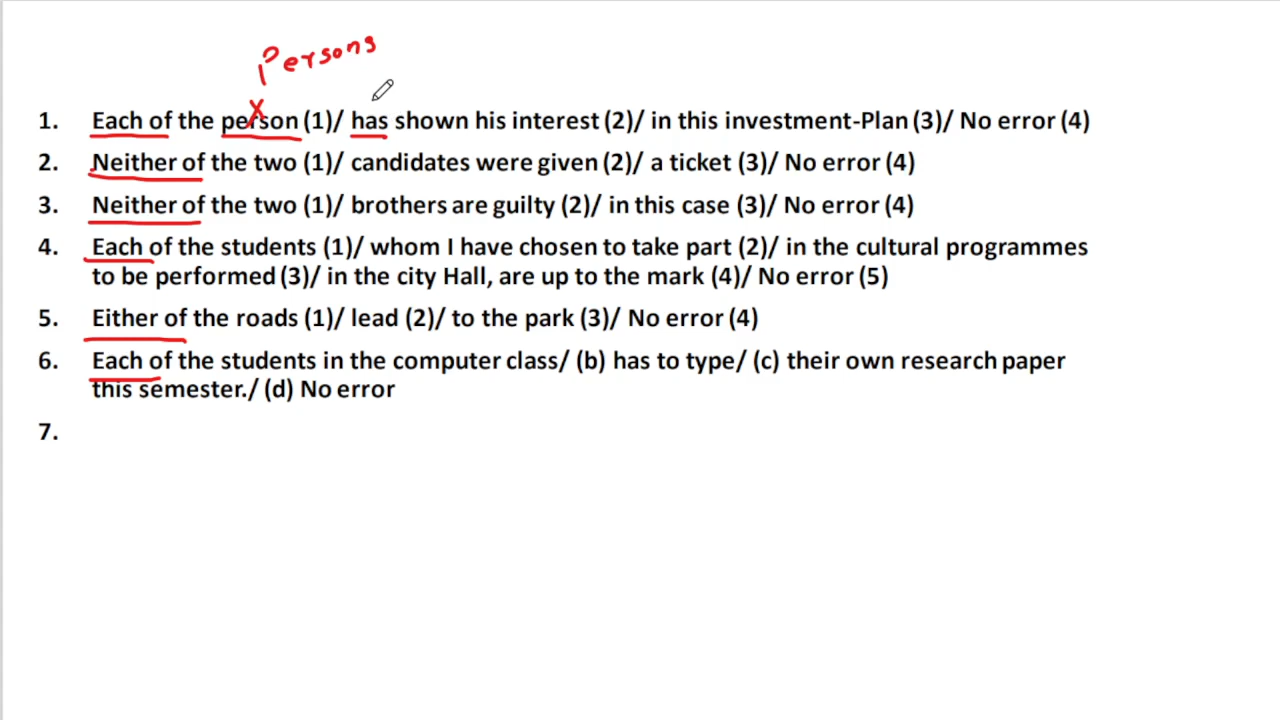 Persons
1. Each of the person (1)/ has shown his interest (2)/ in this investment-Plan (3)/ No error (4)
2. Neither of the two (1)/ candidates were given (2)/ a ticket (3)/ No error (4)
3. Neither of the two (1)/ brothers are guilty (2)/ in this case (3)/ No error (4)
4. Each of the students (1)/ whom I have chosen to take part (2)/ in the cultural programmes
to be performed (3)/ in the city Hall, are up to the mark (4)/ No error (5)
5. Either of the roads (1)/ lead (2)/ to the park (3)/ No error (4)
6. Each of the students in the computer class/ (b) has to type/ (c) their own research paper
this semester./ (d) No error
7.